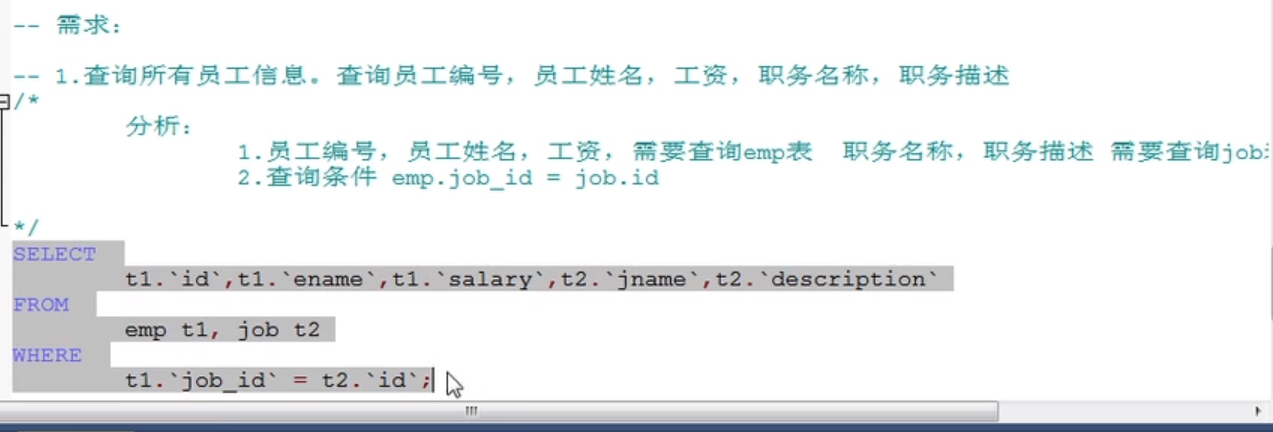 -- 需求：
-- 1.查询所有员工信息。查询员工编号，员工姓名，工资，职务名称，职务描述
/*
分析：
1.员工编号，员工姓名，工资，需要查询emp表 职务名称，职务描述 需要查询job
2.查询条件 emp.job_id = job.id
*/
SELECT
t1.`id`,t1.`ename`,t1.`salary`,t2.`jname`,t2.`description`
FROM
emp t1, job t2
WHERE
t1.`job_id` = t2.`id`;